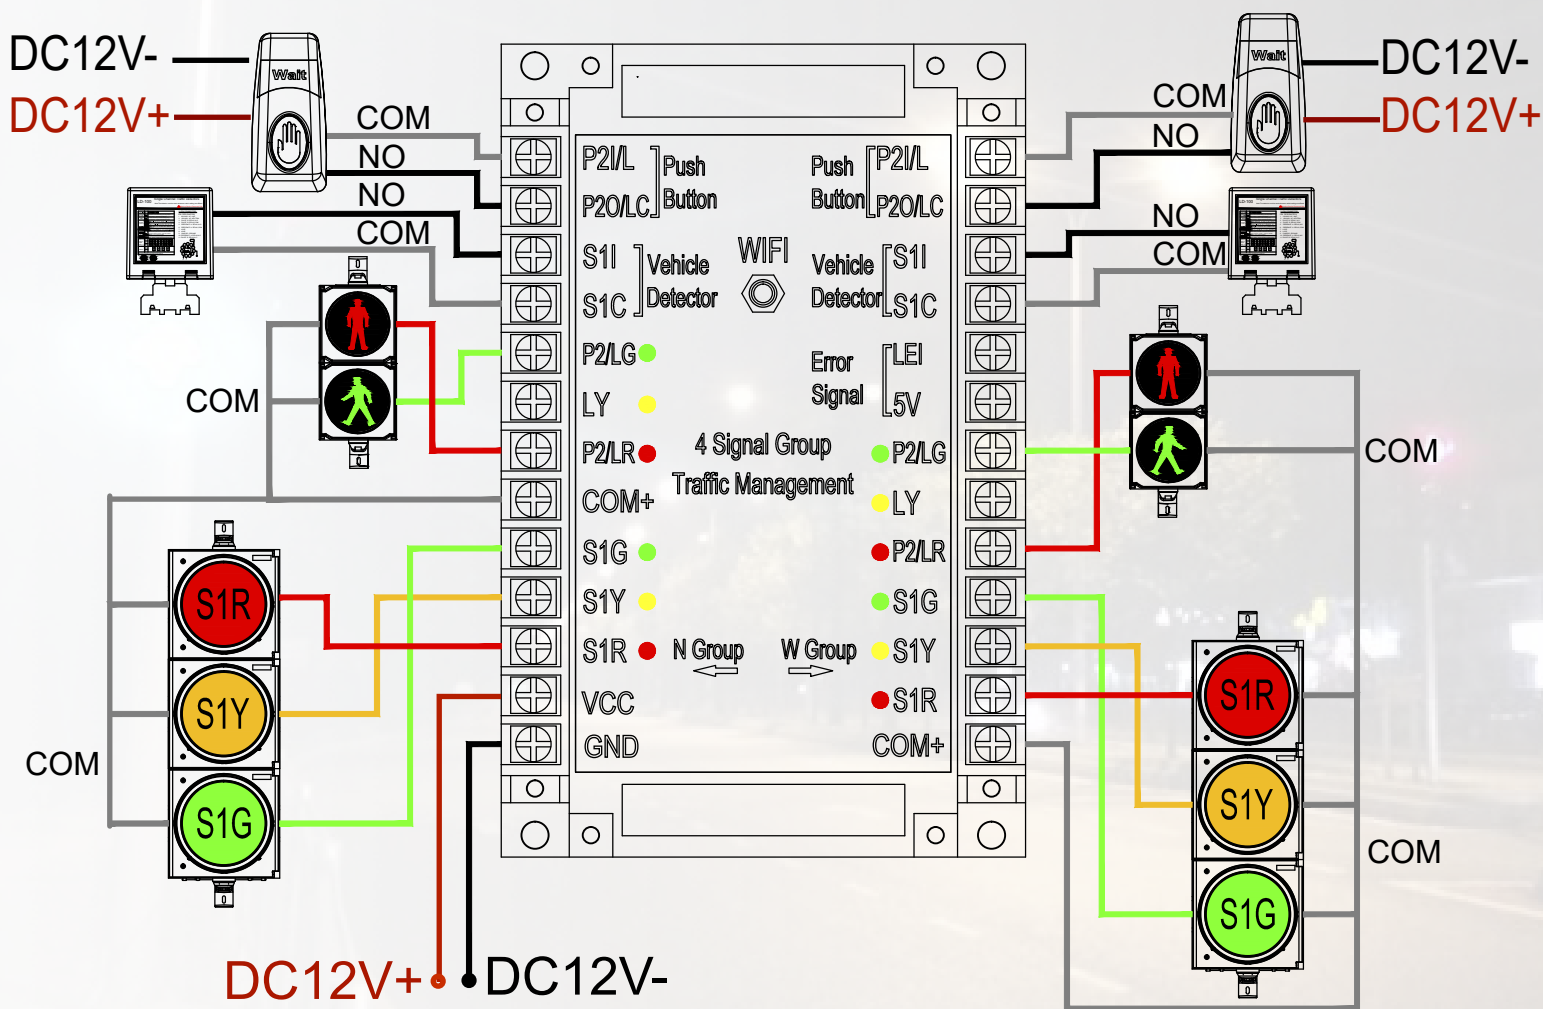 DC12V-
DC12V+
Wait
COM
NO
NO
COM
COM
S1R
S1Y
S1G
COM
P2I/L
P2O/LC
Push
Button
S1I
S1C
Vehicle
Detector
P2/LG
LY
P2/LR
COM+
S1G
S1Y
S1R
VCC
GND
WIFI
4 Signal Group
Traffic Management
N Group
W Group
Push
Button
P2I/L
P2O/LC
Vehicle
Detector
S1I
S1C
Error
Signal
LEI
5V
P2/LG
LY
P2/LR
S1G
S1Y
S1R
COM+
Wait
DC12V-
DC12V+
COM
NO
NO
COM
COM
S1R
S1Y
S1G
COM
DC12V+
DC12V-